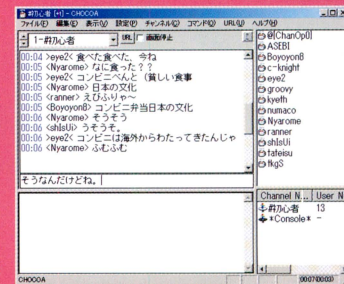 #初心者 [+t] - CHOCOA
ファイル(F) 編集(E) 表示(V) 設定(P) チャンネル(C) コマンド(O) URL(U) ヘルプ(H)
1-#初心者 URL 画面停止
00:04 >eye2< 食べた食べた、今ね
00:05 <Nyarome> なに食った？？
00:05 >eye2< コンビニべんと（貧しい食事
00:05 <Nyarome> 日本の文化
00:05 <ranner> えびふりゃ～
00:06 <Boyoyon8> コンビニ弁当日本の文化
00:06 <Nyarome> そうそう
00:06 <shIsUi> うそうそ。
00:06 >eye2< コンビニは海外からわたってきたんじゃ
00:06 <Nyarome> ふむふむ
そうなんだけどね。
@[ChanOp0]
ASEBI
Boyoyon8
c-knight
eye2
groovy
kyeth
numaco
Nyarome
ranner
shIsUi
tateisu
tkgS
Channel N... User N
#初心者 13
*Console* -
CHOCOA